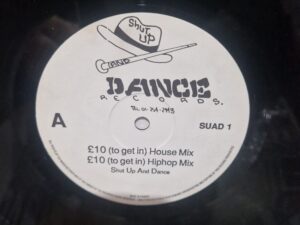 Shut
UP
AND
DANCE
RECORDS.
A
SUAD 1
£10 (to get in) House Mix
£10 (to get in) Hiphop Mix
Shut Up And Dance